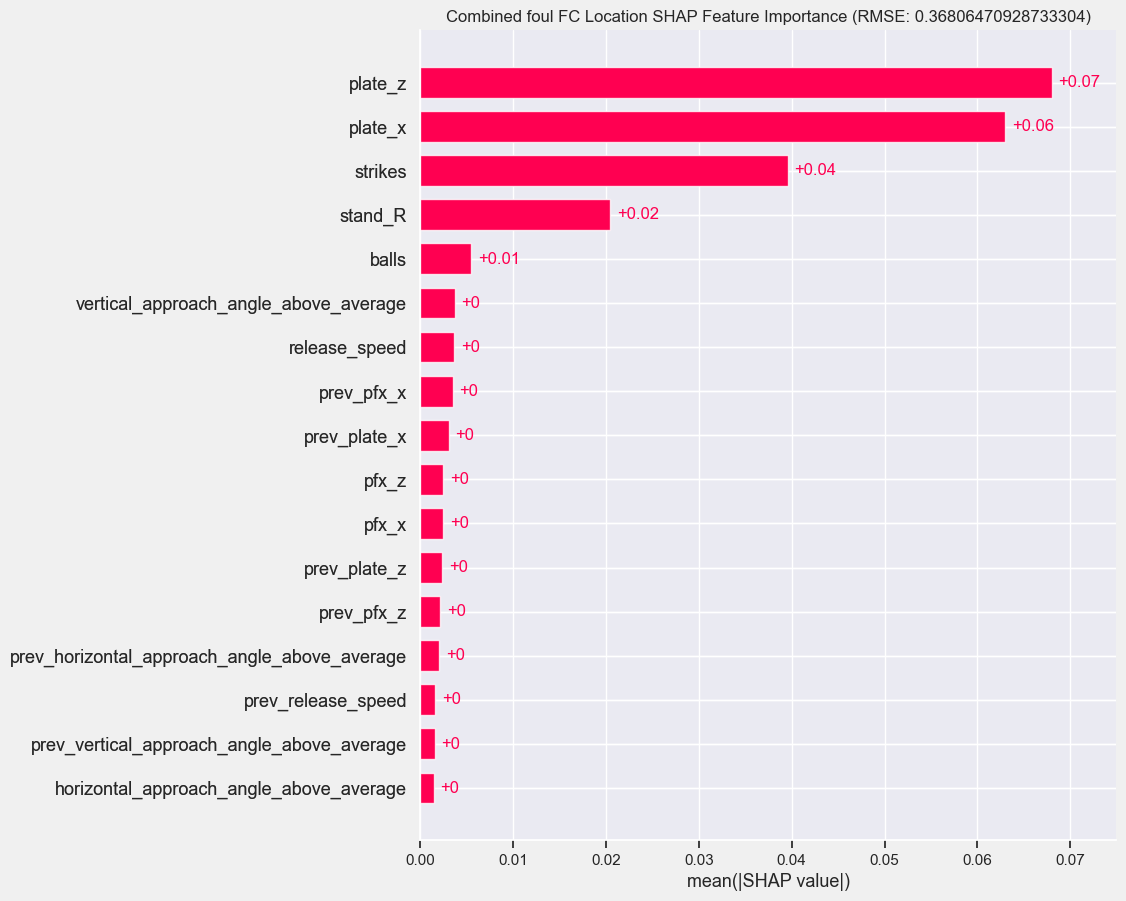 Combined foul FC Location SHAP Feature Importance (RMSE: 0.36806470928733304)
plate_z +0.07
plate_x +0.06
strikes +0.04
stand_R +0.02
balls +0.01
vertical_approach_angle_above_average +0
release_speed +0
prev_pfx_x +0
prev_plate_x +0
pfx_z +0
pfx_x +0
prev_plate_z +0
prev_pfx_z +0
prev_horizontal_approach_angle_above_average +0
prev_release_speed +0
prev_vertical_approach_angle_above_average +0
horizontal_approach_angle_above_average +0
0.00 0.01 0.02 0.03 0.04 0.05 0.06 0.07
mean(|SHAP value|)